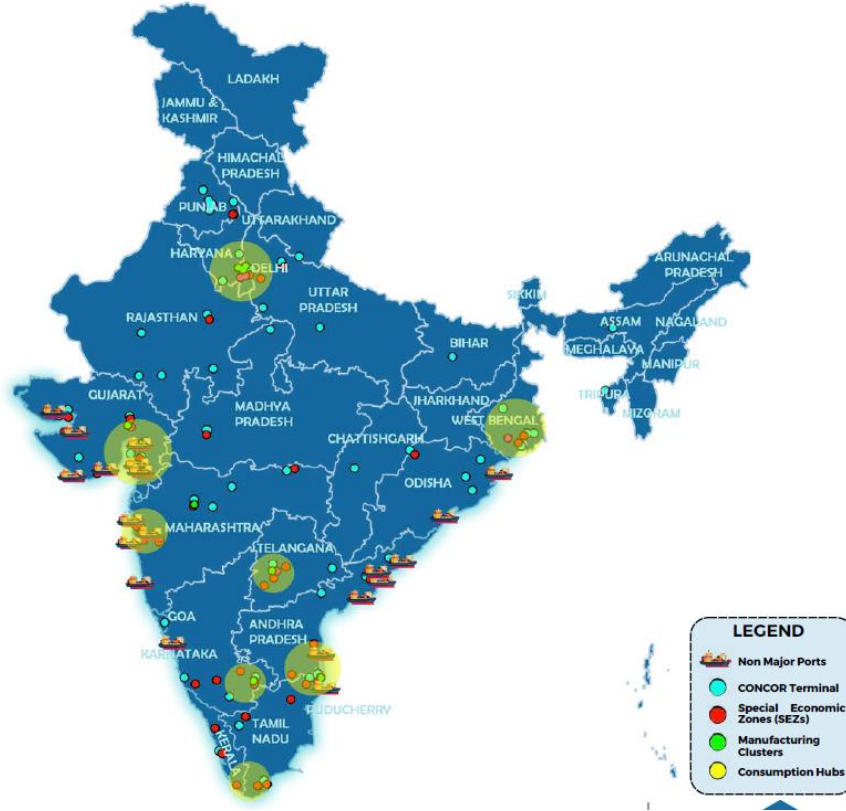 LADAKH
JAMMU &
KASHMIR
HIMACHAL
PRADESH
PUNJAB
UTTARAKHAND
HARYANA
DELHI
ARUNACHAL
PRADESH
UTTAR
PRADESH
SIKKIM
RAJASTHAN
ASSAM
NAGALAND
BIHAR
MEGHALAYA
MANIPUR
GUJARAT
JHARKHAND
TRIPURA
MIZORAM
MADHYA
PRADESH
WEST BENGAL
CHATTISHGARH
ODISHA
MAHARASHTRA
TELANGANA
GOA
ANDHRA
PRADESH
KARNATAKA
PUDUCHERRY
TAMIL
NADU
KERALA
LEGEND
Non Major Ports
CONCOR Terminal
Special Economic
Zones (SEZs)
Manufacturing
Clusters
Consumption Hubs